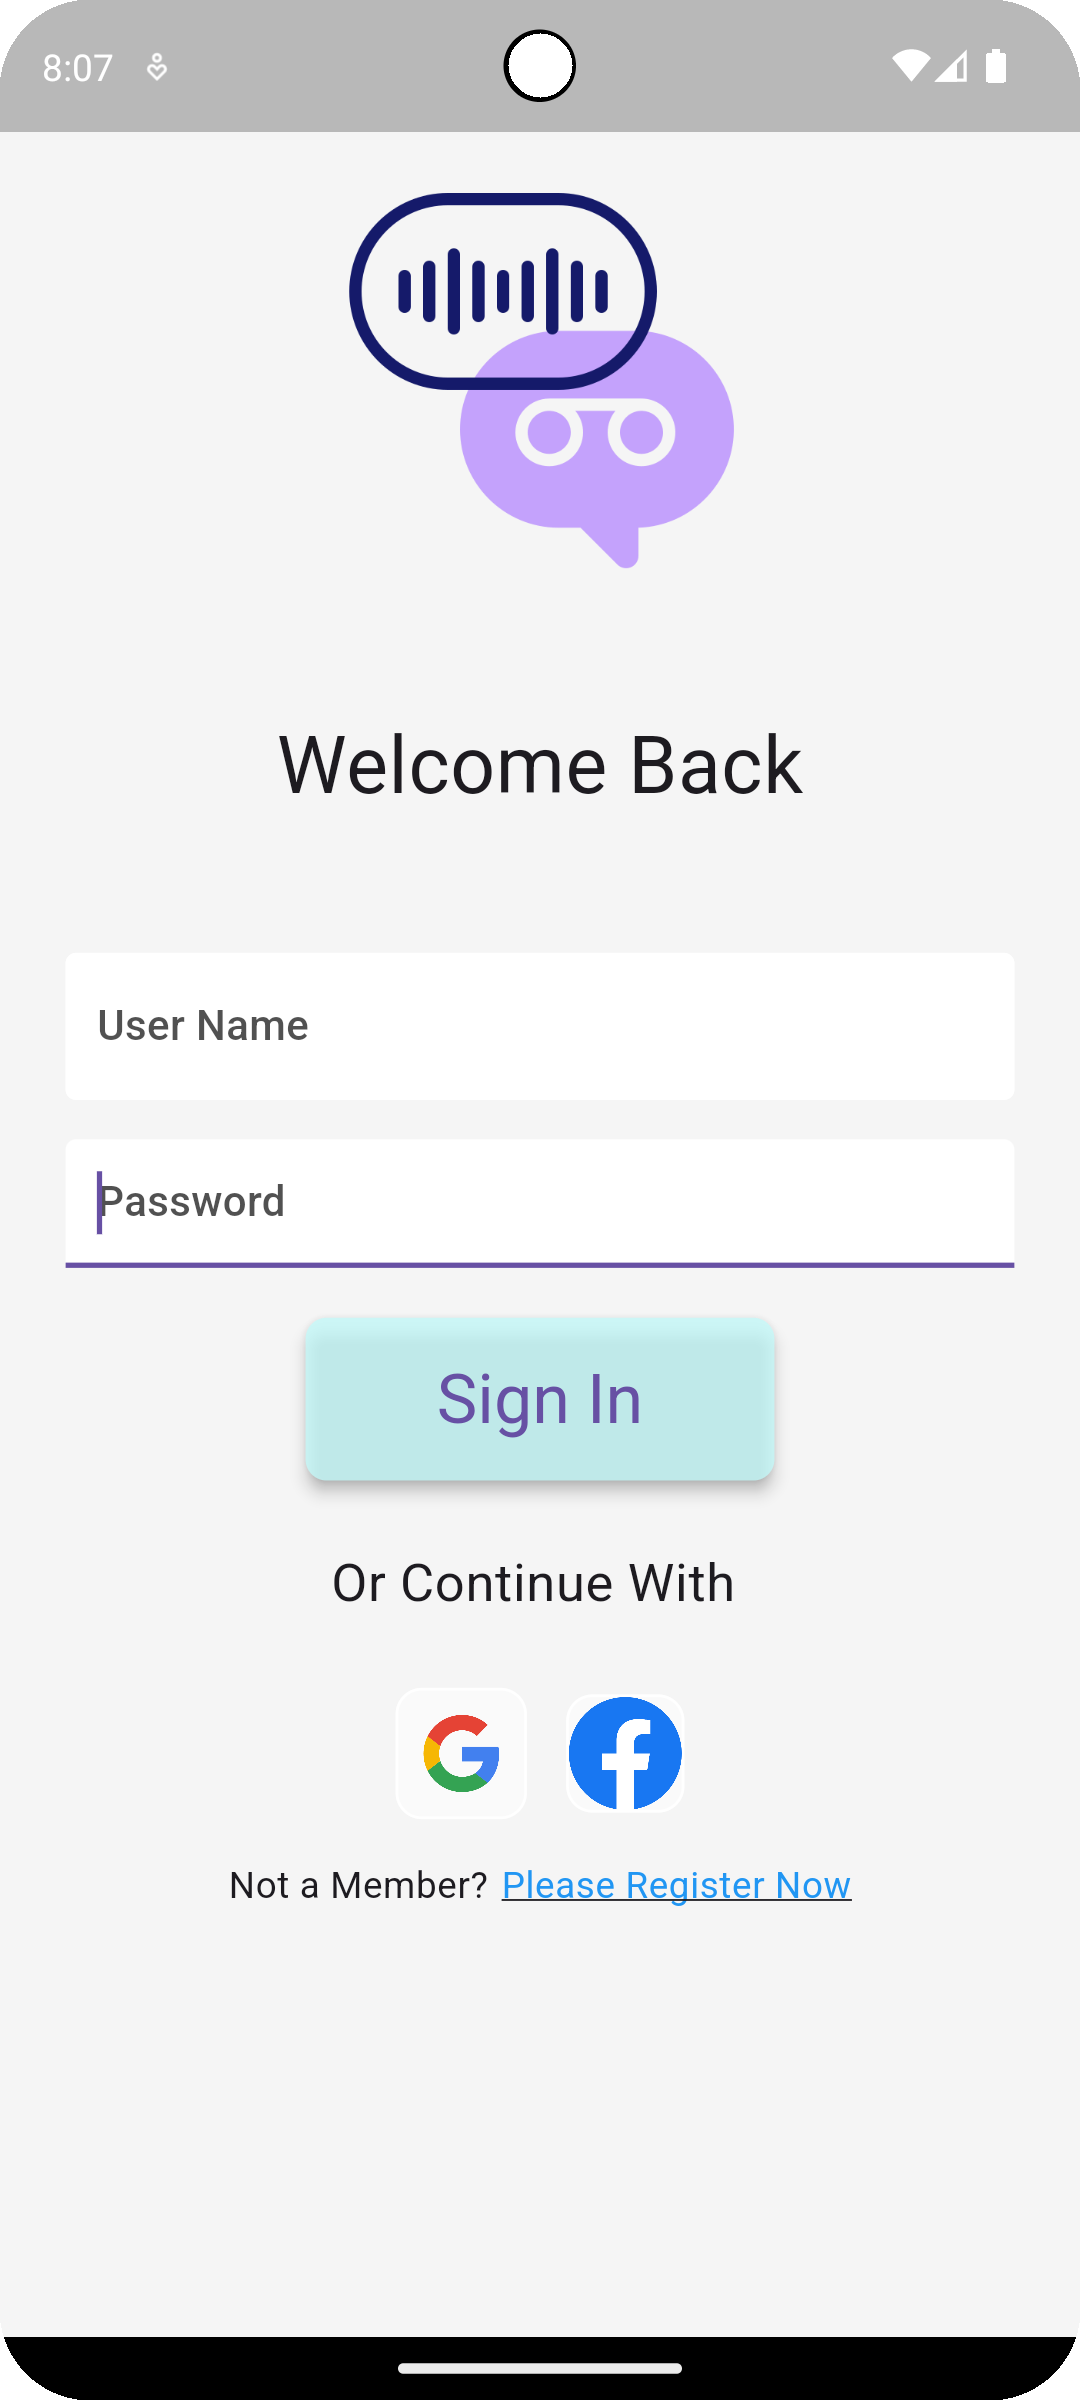 8:07
Welcome Back
User Name
Password
Sign In
Or Continue With
Not a Member? Please Register Now